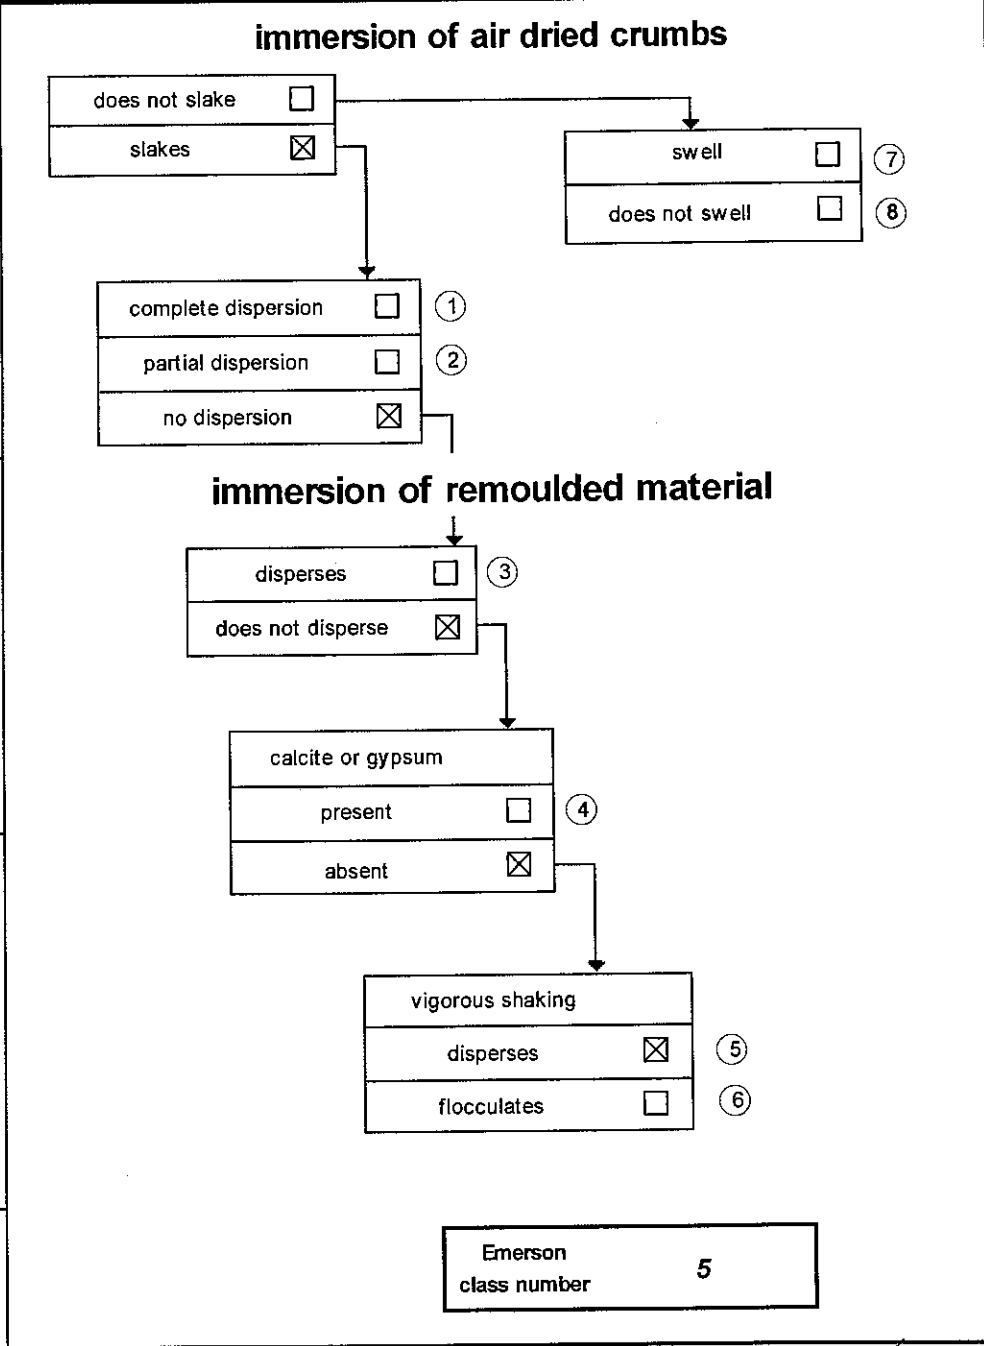 immersion of air dried crumbs
does not slake
slakes
swell
7
does not swell
8
complete dispersion
1
partial dispersion
2
no dispersion
immersion of remoulded material
disperses
3
does not disperse
calcite or gypsum
present
4
absent
vigorous shaking
disperses
5
flocculates
6
Emerson
class number
5